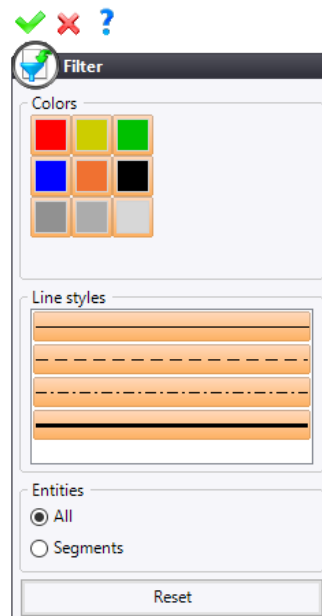 ?
Filter
Colors
Line styles
Entities
All
Segments
Reset